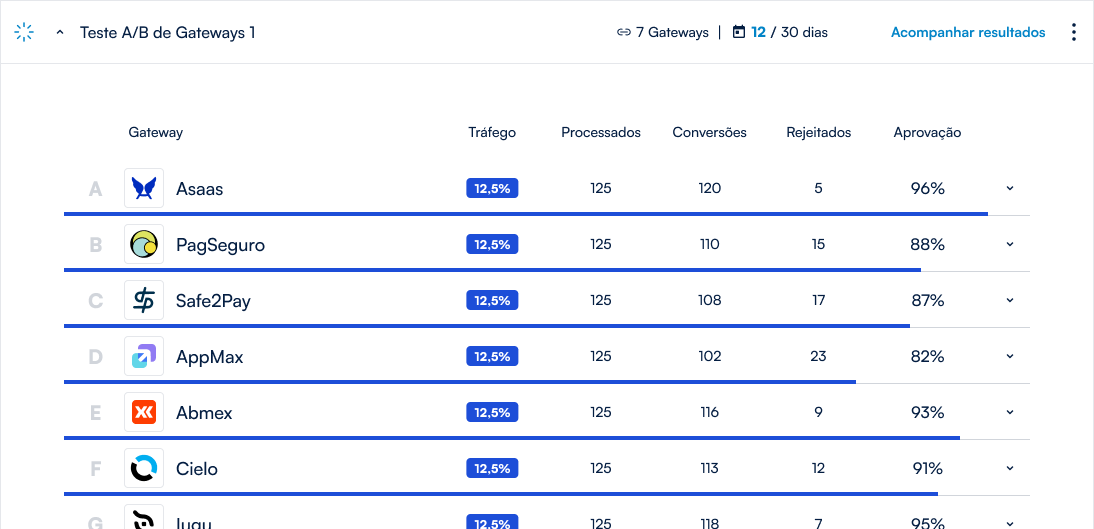 Teste A/B de Gateways 1 7 Gateways | 12 / 30 dias Acompanhar resultados
Gateway Tráfego Processados Conversões Rejeitados Aprovação
A Asaas 12,5% 125 120 5 96%
B PagSeguro 12,5% 125 110 15 88%
C Safe2Pay 12,5% 125 108 17 87%
D AppMax 12,5% 125 102 23 82%
E Abmex 12,5% 125 116 9 93%
F Cielo 12,5% 125 113 12 91%
G Iugu 12,5% 125 118 7 95%